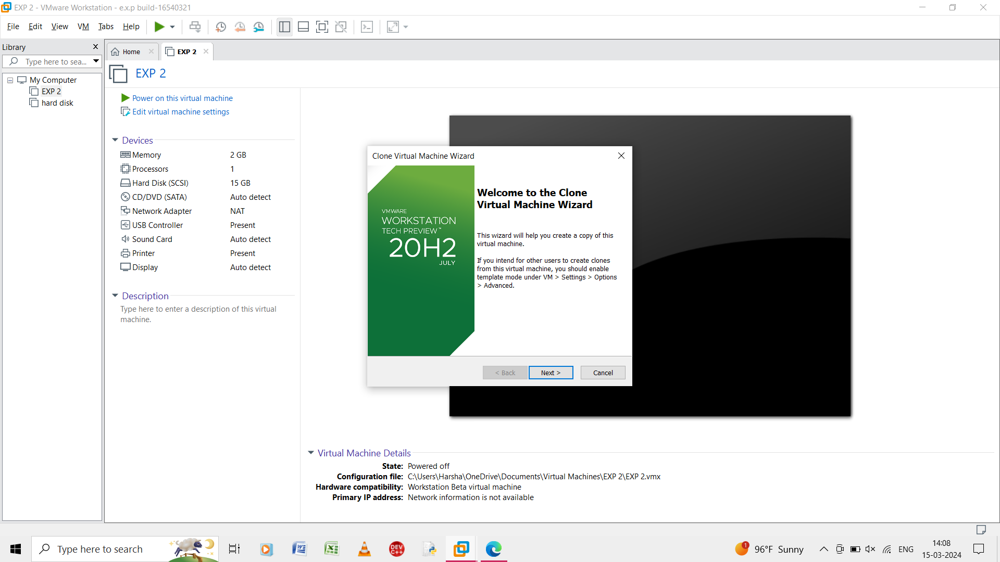 EXP 2 - VMware Workstation - e.x.p build-16540321
File Edit View VM Tabs Help
Library
Type here to sea...
My Computer
EXP 2
hard disk
Home
EXP 2
EXP 2
Power on this virtual machine
Edit virtual machine settings
Devices
Memory 2 GB
Processors 1
Hard Disk (SCSI) 15 GB
CD/DVD (SATA) Auto detect
Network Adapter NAT
USB Controller Present
Sound Card Auto detect
Printer Present
Display Auto detect
Description
Type here to enter a description of this virtual
machine.
Clone Virtual Machine Wizard
VMWARE
WORKSTATION
TECH PREVIEW™
20H2
JULY
Welcome to the Clone
Virtual Machine Wizard
This wizard will help you create a copy of this
virtual machine.
If you intend for other users to create clones
from this virtual machine, you should enable
template mode under VM > Settings > Options
> Advanced.
< Back Next > Cancel
Virtual Machine Details
State: Powered off
Configuration file: C:\Users\Harsha\OneDrive\Documents\Virtual Machines\EXP 2\EXP 2.vmx
Hardware compatibility: Workstation Beta virtual machine
Primary IP address: Network information is not available
Type here to search
DEV
C++
1
96°F Sunny
ENG
14:08
15-03-2024